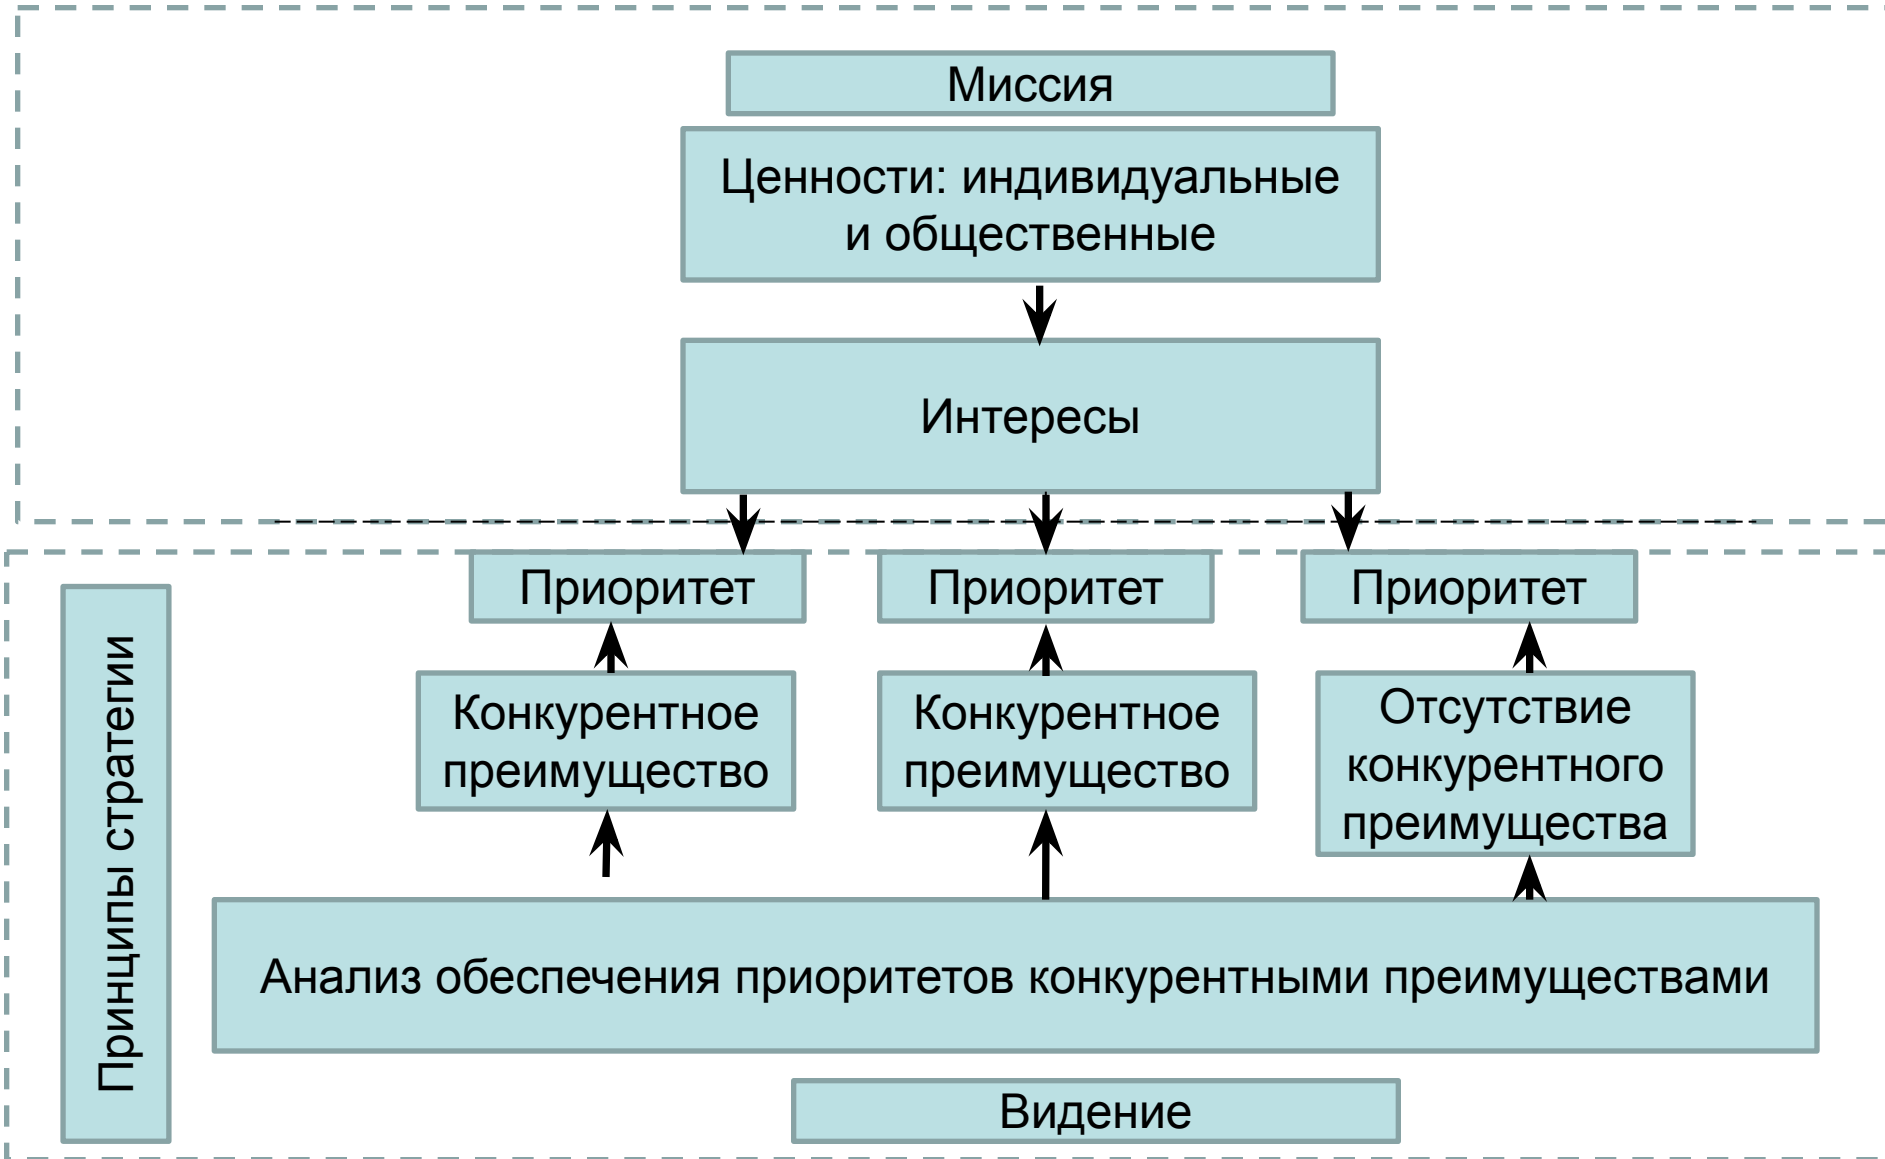 Миссия
Ценности: индивидуальные
и общественные
Интересы
Приоритет
Приоритет
Приоритет
Принципы стратегии
Конкурентное
преимущество
Конкурентное
преимущество
Отсутствие
конкурентного
преимущества
Анализ обеспечения приоритетов конкурентными преимуществами
Видение